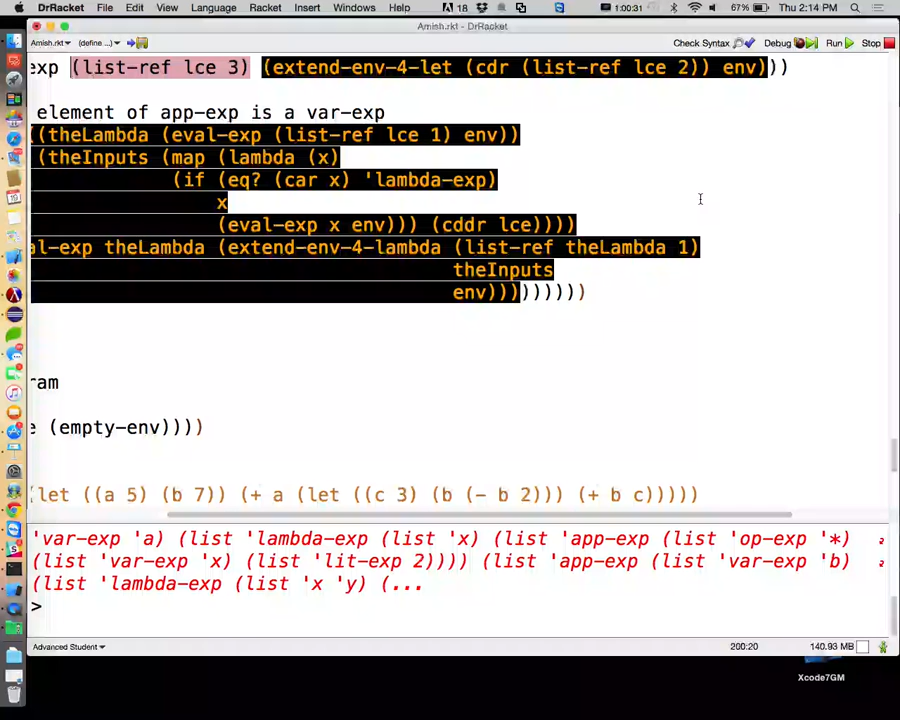 DrRacket File Edit View Language Racket Insert Windows Help 18 1:00:31 67% Thu 2:14 PM
Amish.rkt - DrRacket
Amish.rkt (define ...) Check Syntax Debug Run Stop
exp (list-ref lce 3) (extend-env-4-let (cdr (list-ref lce 2)) env)))
element of app-exp is a var-exp
((theLambda (eval-exp (list-ref lce 1) env))
(theInputs (map (lambda (x)
(if (eq? (car x) 'lambda-exp)
x
(eval-exp x env))) (cddr lce))))
al-exp theLambda (extend-env-4-lambda (list-ref theLambda 1)
theInputs
env)))))))))
ram
e (empty-env))))
(let ((a 5) (b 7)) (+ a (let ((c 3) (b (- b 2))) (+ b c)))))
'var-exp 'a) (list 'lambda-exp (list 'x) (list 'app-exp (list 'op-exp '*)
(list 'var-exp 'x) (list 'lit-exp 2)))) (list 'app-exp (list 'var-exp 'b)
(list 'lambda-exp (list 'x 'y) (...
>
Advanced Student 200:20 140.93 MB
Xcode7GM